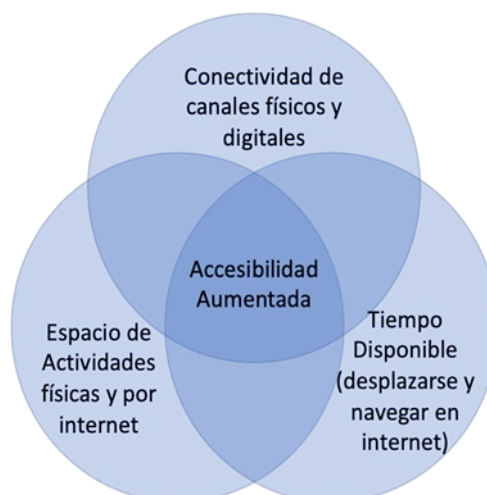 Conectividad de
canales físicos y
digitales
Accesibilidad
Aumentada
Espacio de
Actividades
físicas y por
internet
Tiempo
Disponible
(desplazarse y
navegar en
internet)